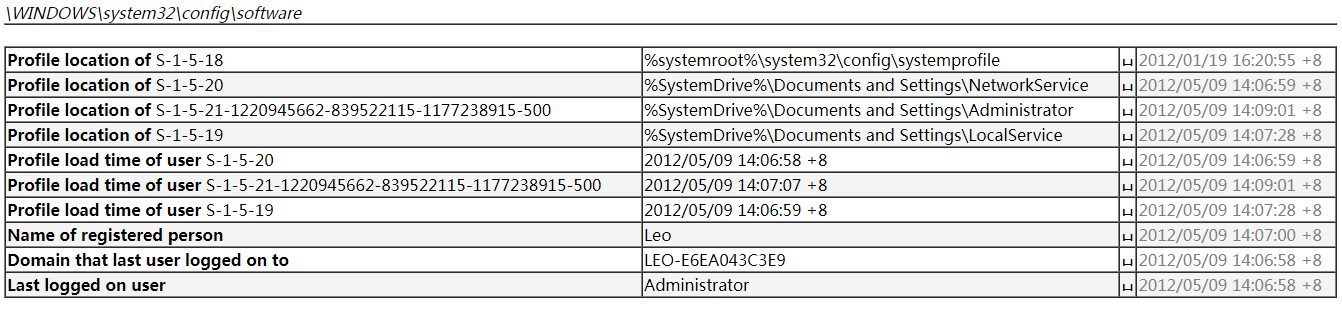 \WINDOWS\system32\config\software
Profile location of S-1-5-18 %systemroot%\system32\config\systemprofile 2012/01/19 16:20:55 +8
Profile location of S-1-5-20 %SystemDrive%\Documents and Settings\NetworkService 2012/05/09 14:06:59 +8
Profile location of S-1-5-21-1220945662-839522115-1177238915-500 %SystemDrive%\Documents and Settings\Administrator 2012/05/09 14:09:01 +8
Profile location of S-1-5-19 %SystemDrive%\Documents and Settings\LocalService 2012/05/09 14:07:28 +8
Profile load time of user S-1-5-20 2012/05/09 14:06:58 +8 2012/05/09 14:06:59 +8
Profile load time of user S-1-5-21-1220945662-839522115-1177238915-500 2012/05/09 14:07:07 +8 2012/05/09 14:09:01 +8
Profile load time of user S-1-5-19 2012/05/09 14:06:59 +8 2012/05/09 14:07:28 +8
Name of registered person Leo 2012/05/09 14:07:00 +8
Domain that last user logged on to LEO-E6EA043C3E9 2012/05/09 14:06:58 +8
Last logged on user Administrator 2012/05/09 14:06:58 +8